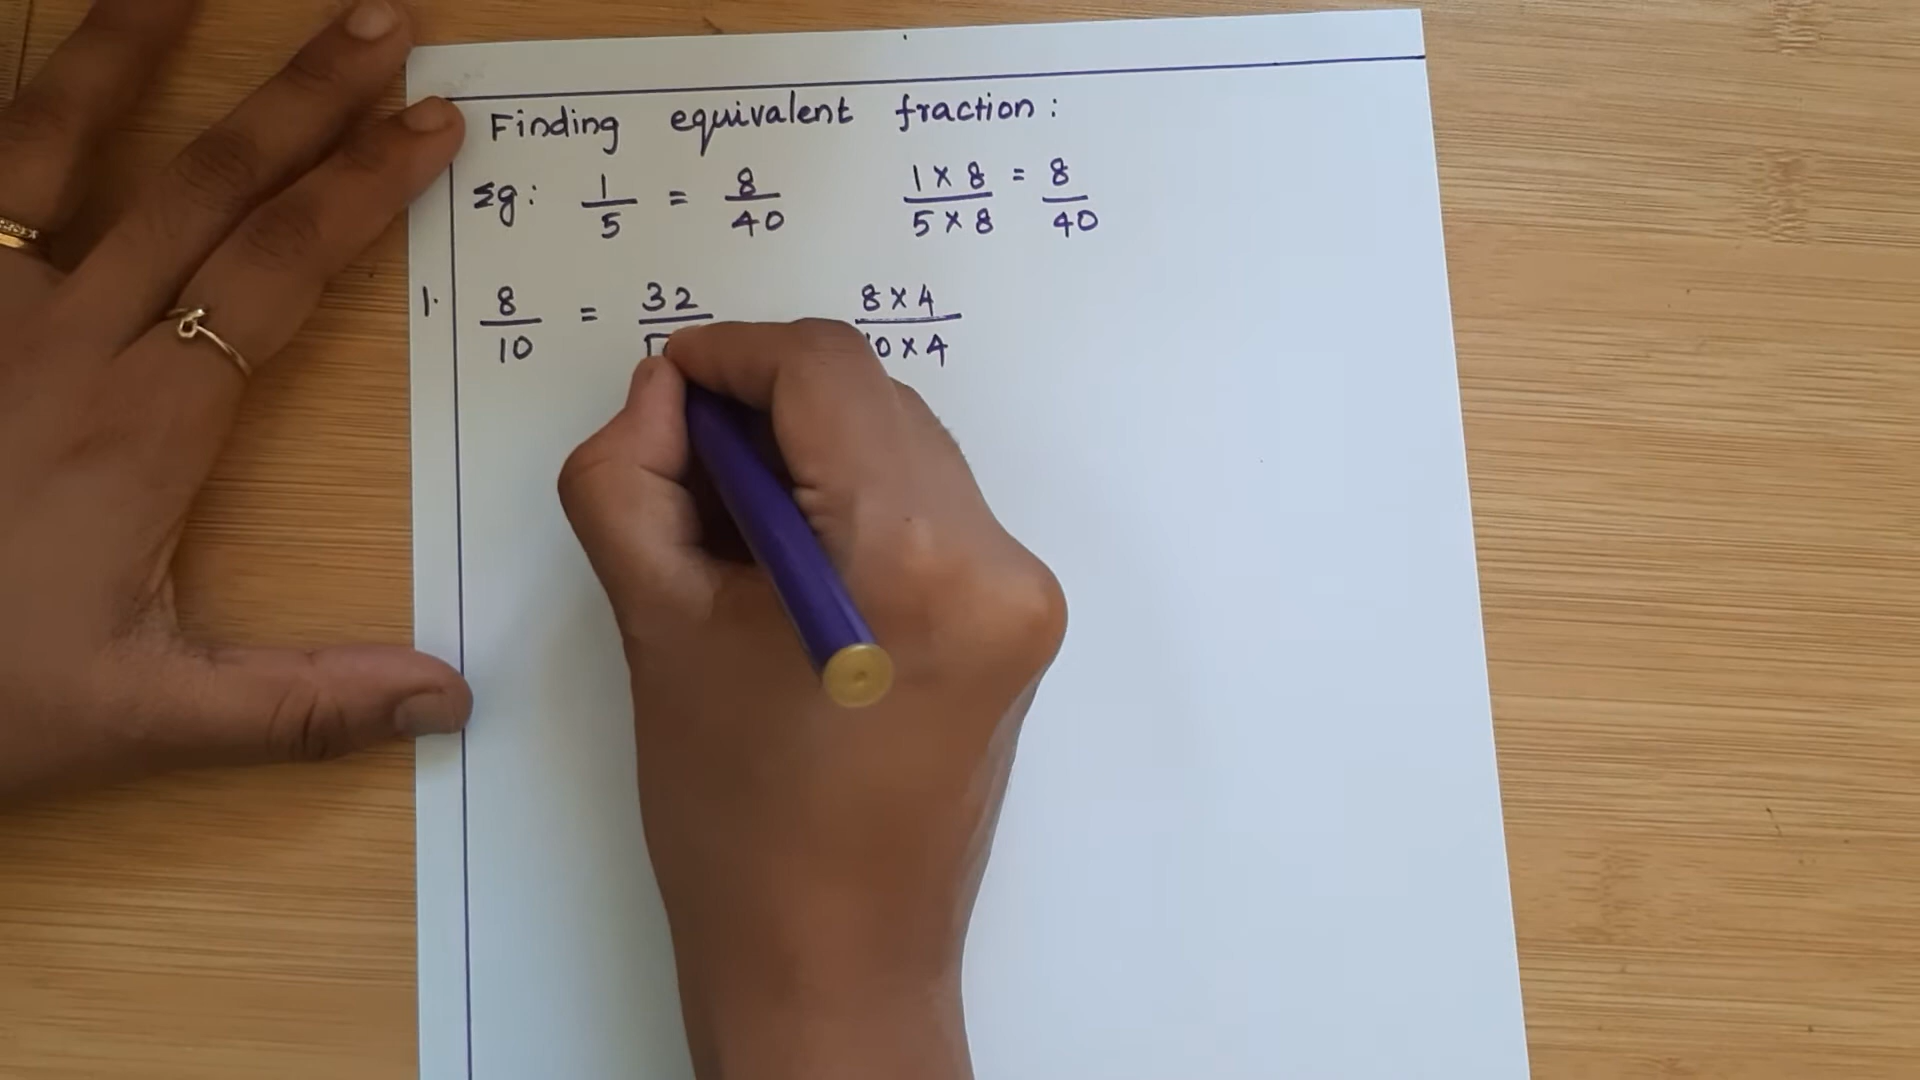 Finding equivalent fraction:
Eg: 1/5 = 8/40 1 × 8/5 × 8 = 8/40
1. 8/10 = 32/ 8 × 4/10 × 4